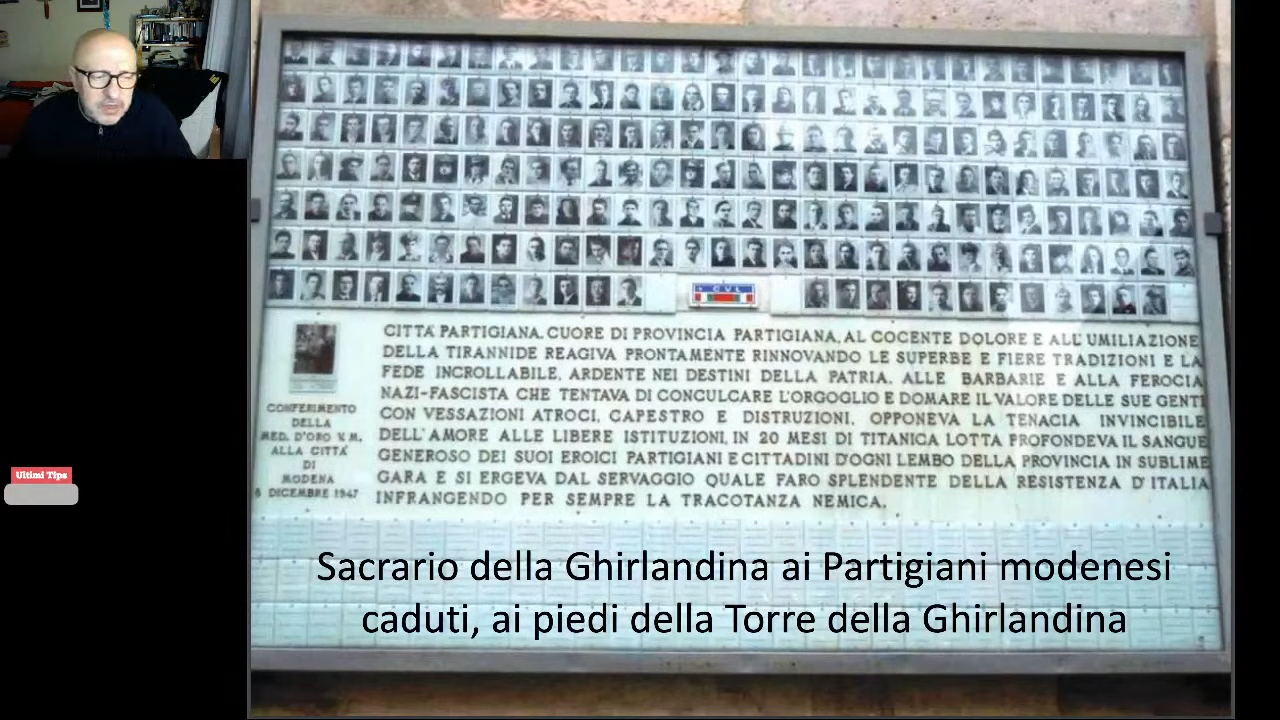 C.V.L.
CITTÀ PARTIGIANA, CUORE DI PROVINCIA PARTIGIANA, AL COCENTE DOLORE E ALL'UMILIAZIONE
DELLA TIRANNIDE REAGIVA PRONTAMENTE RINNOVANDO LE SUPERBE E FIERE TRADIZIONI E LA
FEDE INCROLLABILE, ARDENTE NEI DESTINI DELLA PATRIA. ALLE BARBARIE E ALLA FEROCIA
NAZI-FASCISTA CHE TENTAVA DI CONCULCARE L'ORGOGLIO E DOMARE IL VALORE DELLE SUE GENTI
CON VESSAZIONI ATROCI, CAPESTRO E DISTRUZIONI, OPPONEVA LA TENACIA INVINCIBILE
DELL'AMORE ALLE LIBERE ISTITUZIONI, IN 20 MESI DI TITANICA LOTTA PROFONDEVA IL SANGUE
GENEROSO DEI SUOI EROICI PARTIGIANI E CITTADINI D'OGNI LEMBO DELLA PROVINCIA IN SUBLIME
GARA E SI ERGEVA DAL SERVAGGIO QUALE FARO SPLENDENTE DELLA RESISTENZA D'ITALIA
INFRANGENDO PER SEMPRE LA TRACOTANZA NEMICA.
CONFERIMENTO
DELLA
MED. D'ORO V.M.
ALLA CITTÀ
DI
MODENA
8 DICEMBRE 1947
Ultimi Tips
Sacrario della Ghirlandina ai Partigiani modenesi
caduti, ai piedi della Torre della Ghirlandina